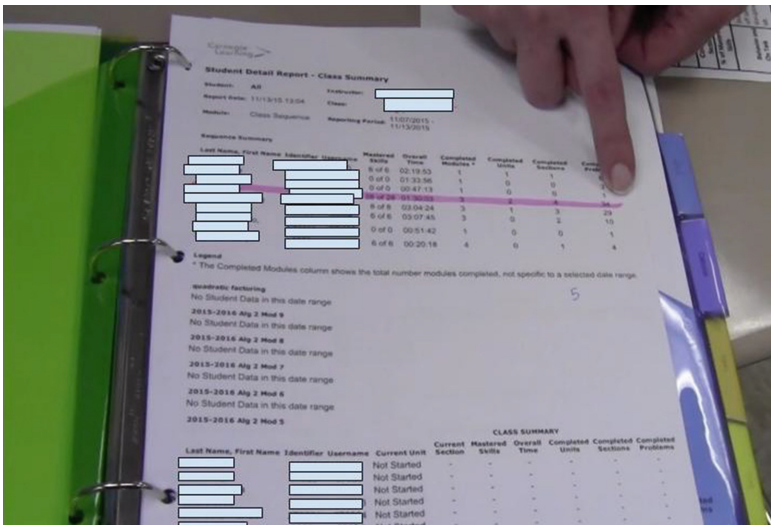 Carnegie
Learning
Student Detail Report - Class Summary
Student: All Instructor:
Report Date: 11/13/15 13:04 Class:
Module: Class Sequence Reporting Period: 11/07/2015 -
11/13/2015
Sequence Summary
Last Name, First Name Identifier Username Mastered Skills Overall Time Completed Modules * Completed Units Completed Sections
6 of 6 02:19:53 1 1 1
0 of 0 01:33:56 1 0 0
0 of 0 00:47:13 1 0 0 1
of 28 3 2 4 34
8 of 8 03:04:24 3 1 3 29
6 of 6 03:07:45 3 0 2 10
0 of 0 00:51:42 1 0 0 1
6 of 6 00:20:18 4 0 1 4
Legend
* The Completed Modules column shows the total number modules completed, not specific to a selected date range.
5
quadratic factoring
No Student Data in this date range
2015-2016 Alg 2 Mod 9
No Student Data in this date range
2015-2016 Alg 2 Mod 8
No Student Data in this date range
2015-2016 Alg 2 Mod 7
No Student Data in this date range
2015-2016 Alg 2 Mod 6
No Student Data in this date range
2015-2016 Alg 2 Mod 5
CLASS SUMMARY
Last Name, First Name Identifier Username Current Unit Current Section Mastered Skills Overall Time Completed Units Completed Sections Completed Problems
Not Started - - - - - -
Not Started - - - - - -
Not Started - - - - - -
Not Started - - - - - -
Not Started - - - - - -